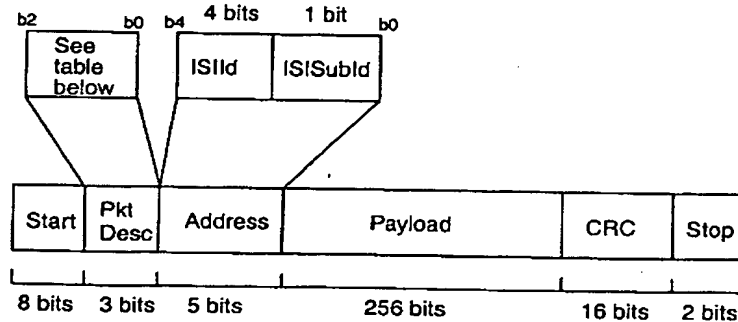 4 bits 1 bit
b2 b0 b4 b0
See
table
below
ISIId ISISubId
Start Pkt
Desc Address Payload CRC Stop
8 bits 3 bits 5 bits 256 bits 16 bits 2 bits